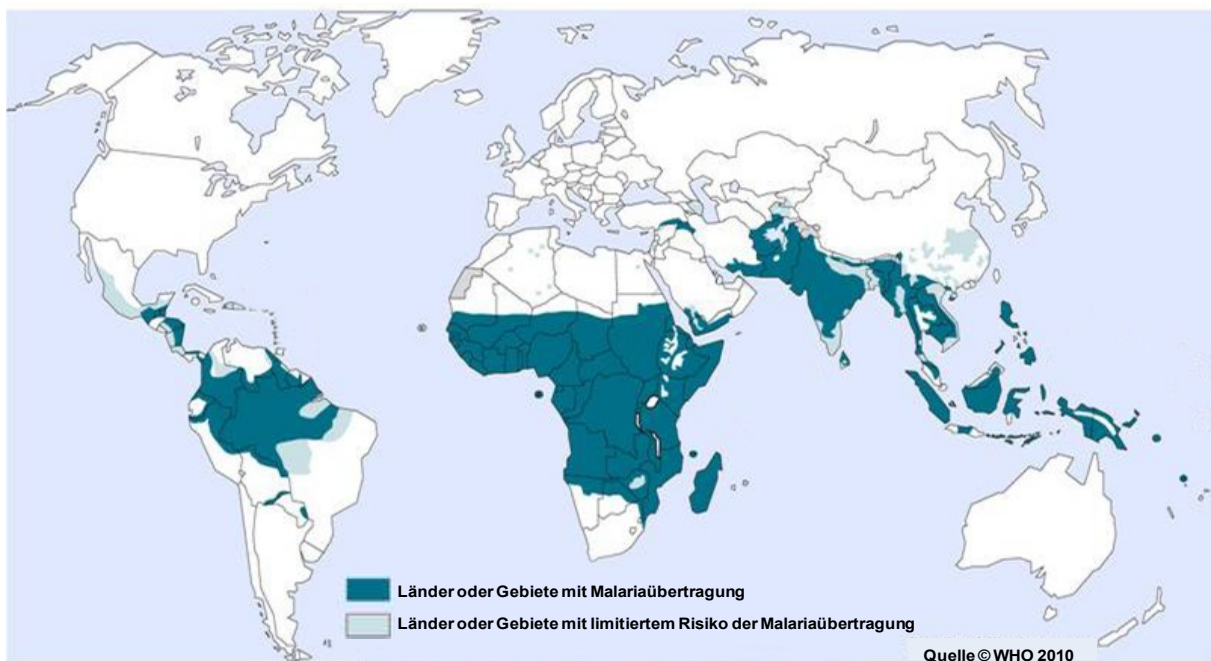 Länder oder Gebiete mit Malariaübertragung
Länder oder Gebiete mit limitiertem Risiko der Malariaübertragung
Quelle © WHO 2010